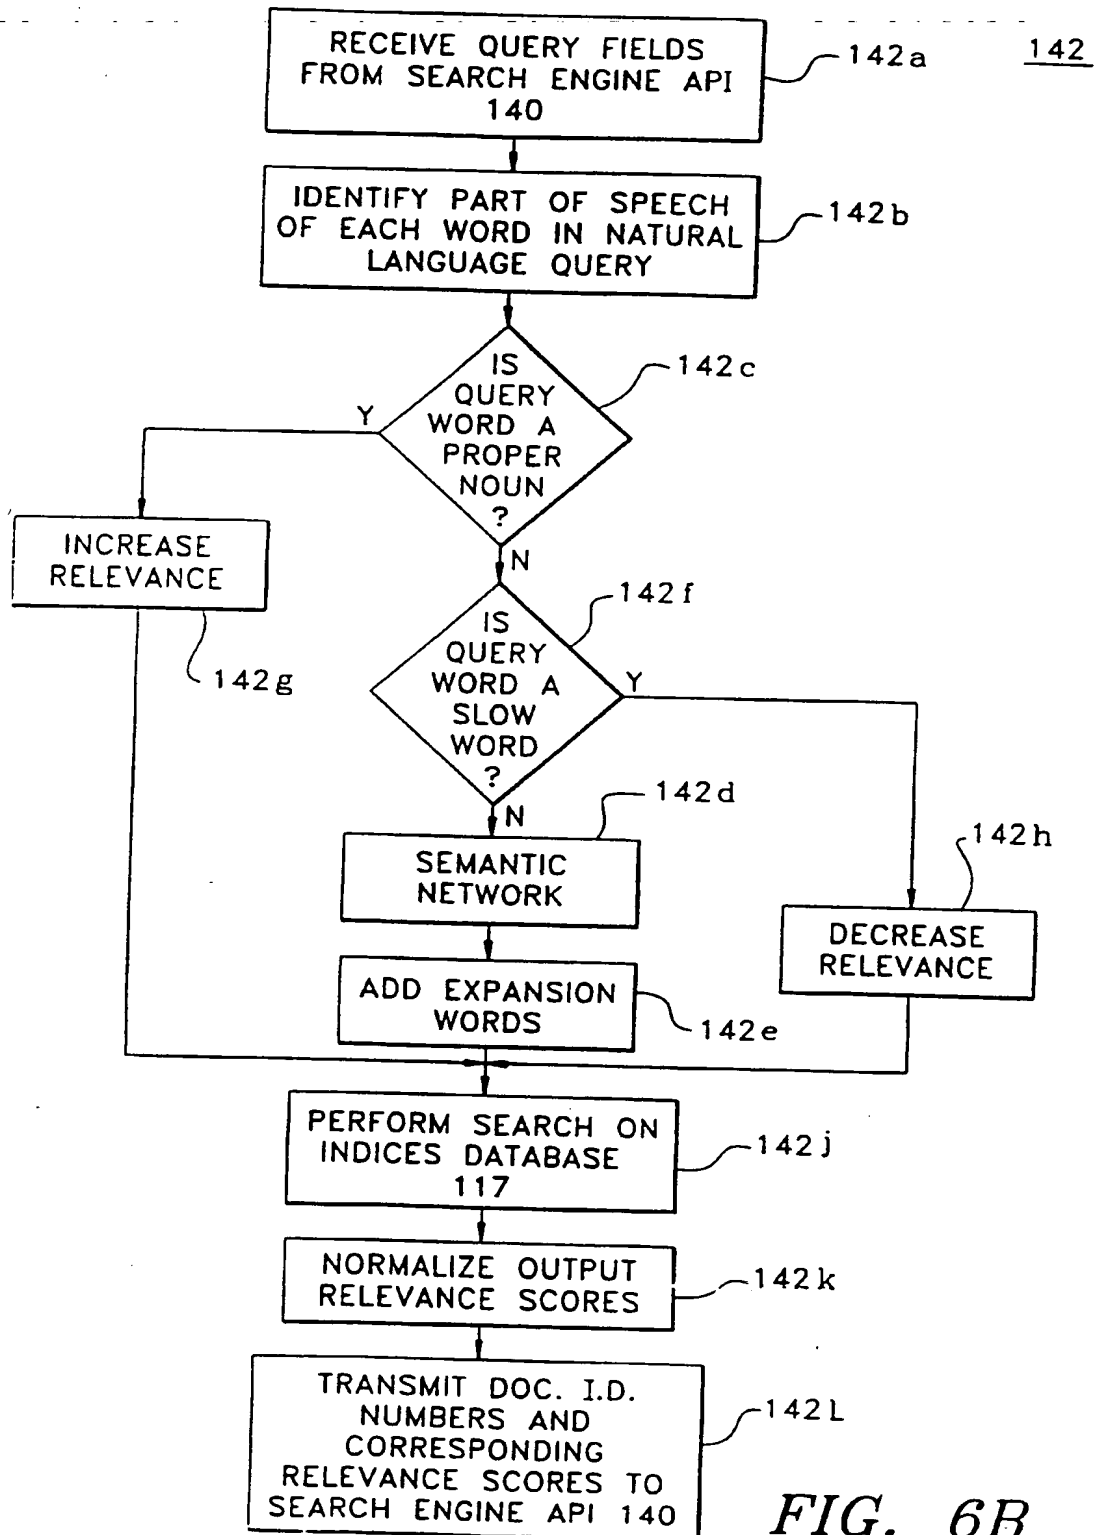 RECEIVE QUERY FIELDS
FROM SEARCH ENGINE API
140
142a
142
IDENTIFY PART OF SPEECH
OF EACH WORD IN NATURAL
LANGUAGE QUERY
142b
IS
QUERY
WORD A
PROPER
NOUN
?
142c
Y
N
INCREASE
RELEVANCE
142g
IS
QUERY
WORD A
SLOW
WORD
?
142f
Y
N
SEMANTIC
NETWORK
142d
DECREASE
RELEVANCE
142h
ADD EXPANSION
WORDS
142e
PERFORM SEARCH ON
INDICES DATABASE
117
142j
NORMALIZE OUTPUT
RELEVANCE SCORES
142k
TRANSMIT DOC. I.D.
NUMBERS AND
CORRESPONDING
RELEVANCE SCORES TO
SEARCH ENGINE API 140
142L
FIG. 6B